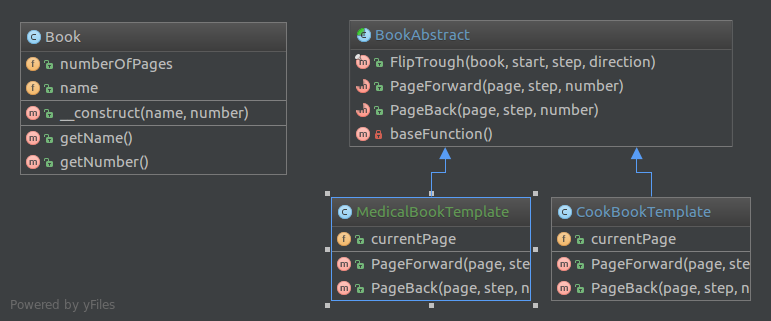 Book
numberOfPages
name
__construct(name, number)
getName()
getNumber()
BookAbstract
FlipTrough(book, start, step, direction)
PageForward(page, step, number)
PageBack(page, step, number)
baseFunction()
MedicalBookTemplate
currentPage
PageForward(page, ste
PageBack(page, step, n
CookBookTemplate
currentPage
PageForward(page, ste
PageBack(page, step, n
Powered by yFiles